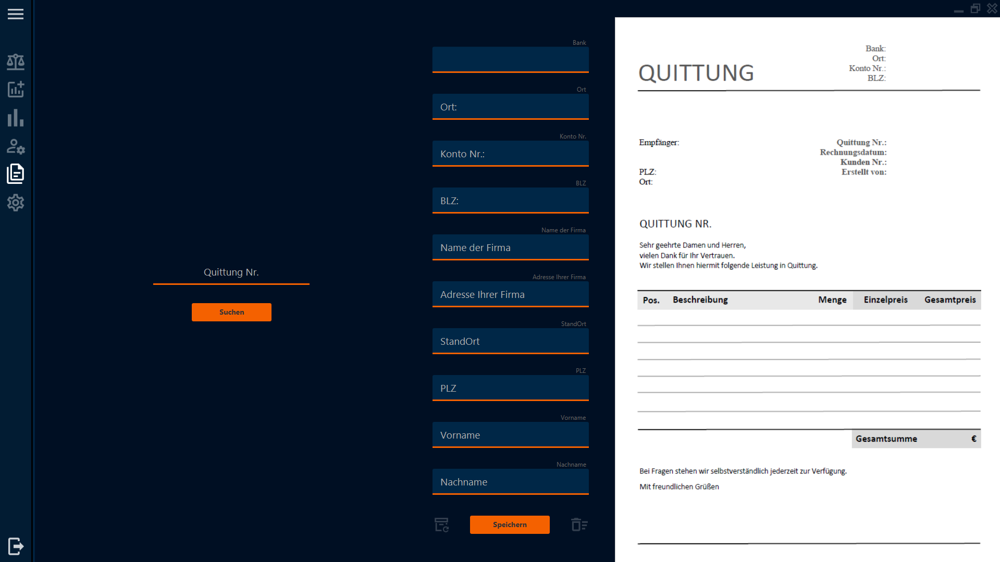 Quittung Nr.
Suchen
Bank
Ort
Ort:
Konto Nr.
Konto Nr.:
BLZ
BLZ:
Name der Firma
Name der Firma
Adresse Ihrer Firma
Adresse Ihrer Firma
StandOrt
StandOrt
PLZ
PLZ
Vorname
Vorname
Nachname
Nachname
Speichern
QUITTUNG
Bank:
Ort:
Konto Nr.:
BLZ:
Empfänger:
PLZ:
Ort:
Quittung Nr.:
Rechnungsdatum:
Kunden Nr.:
Erstellt von:
QUITTUNG NR.
Sehr geehrte Damen und Herren,
vielen Dank für Ihr Vertrauen.
Wir stellen Ihnen hiermit folgende Leistung in Quittung.
Pos. Beschreibung Menge Einzelpreis Gesamtpreis
Gesamtsumme €
Bei Fragen stehen wir selbstverständlich jederzeit zur Verfügung.
Mit freundlichen Grüßen